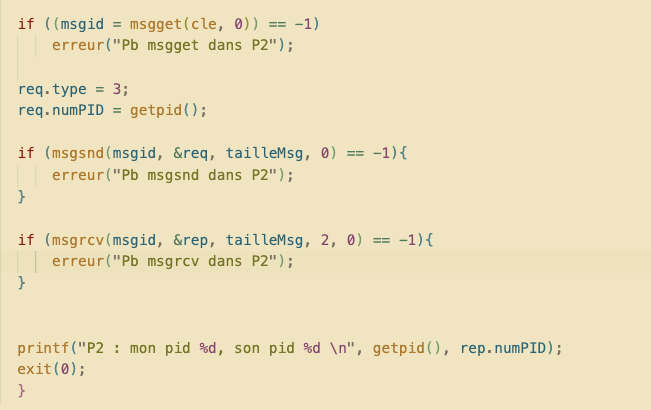 if ((msgid = msgget(cle, 0)) == -1)
    erreur("Pb msgget dans P2");
req.type = 3;
req.numPID = getpid();
if (msgsnd(msgid, &req, tailleMsg, 0) == -1){
    erreur("Pb msgsnd dans P2");
}
if (msgrcv(msgid, &rep, tailleMsg, 2, 0) == -1){
    erreur("Pb msgrcv dans P2");
}
printf("P2 : mon pid %d, son pid %d \n", getpid(), rep.numPID);
exit(0);
}